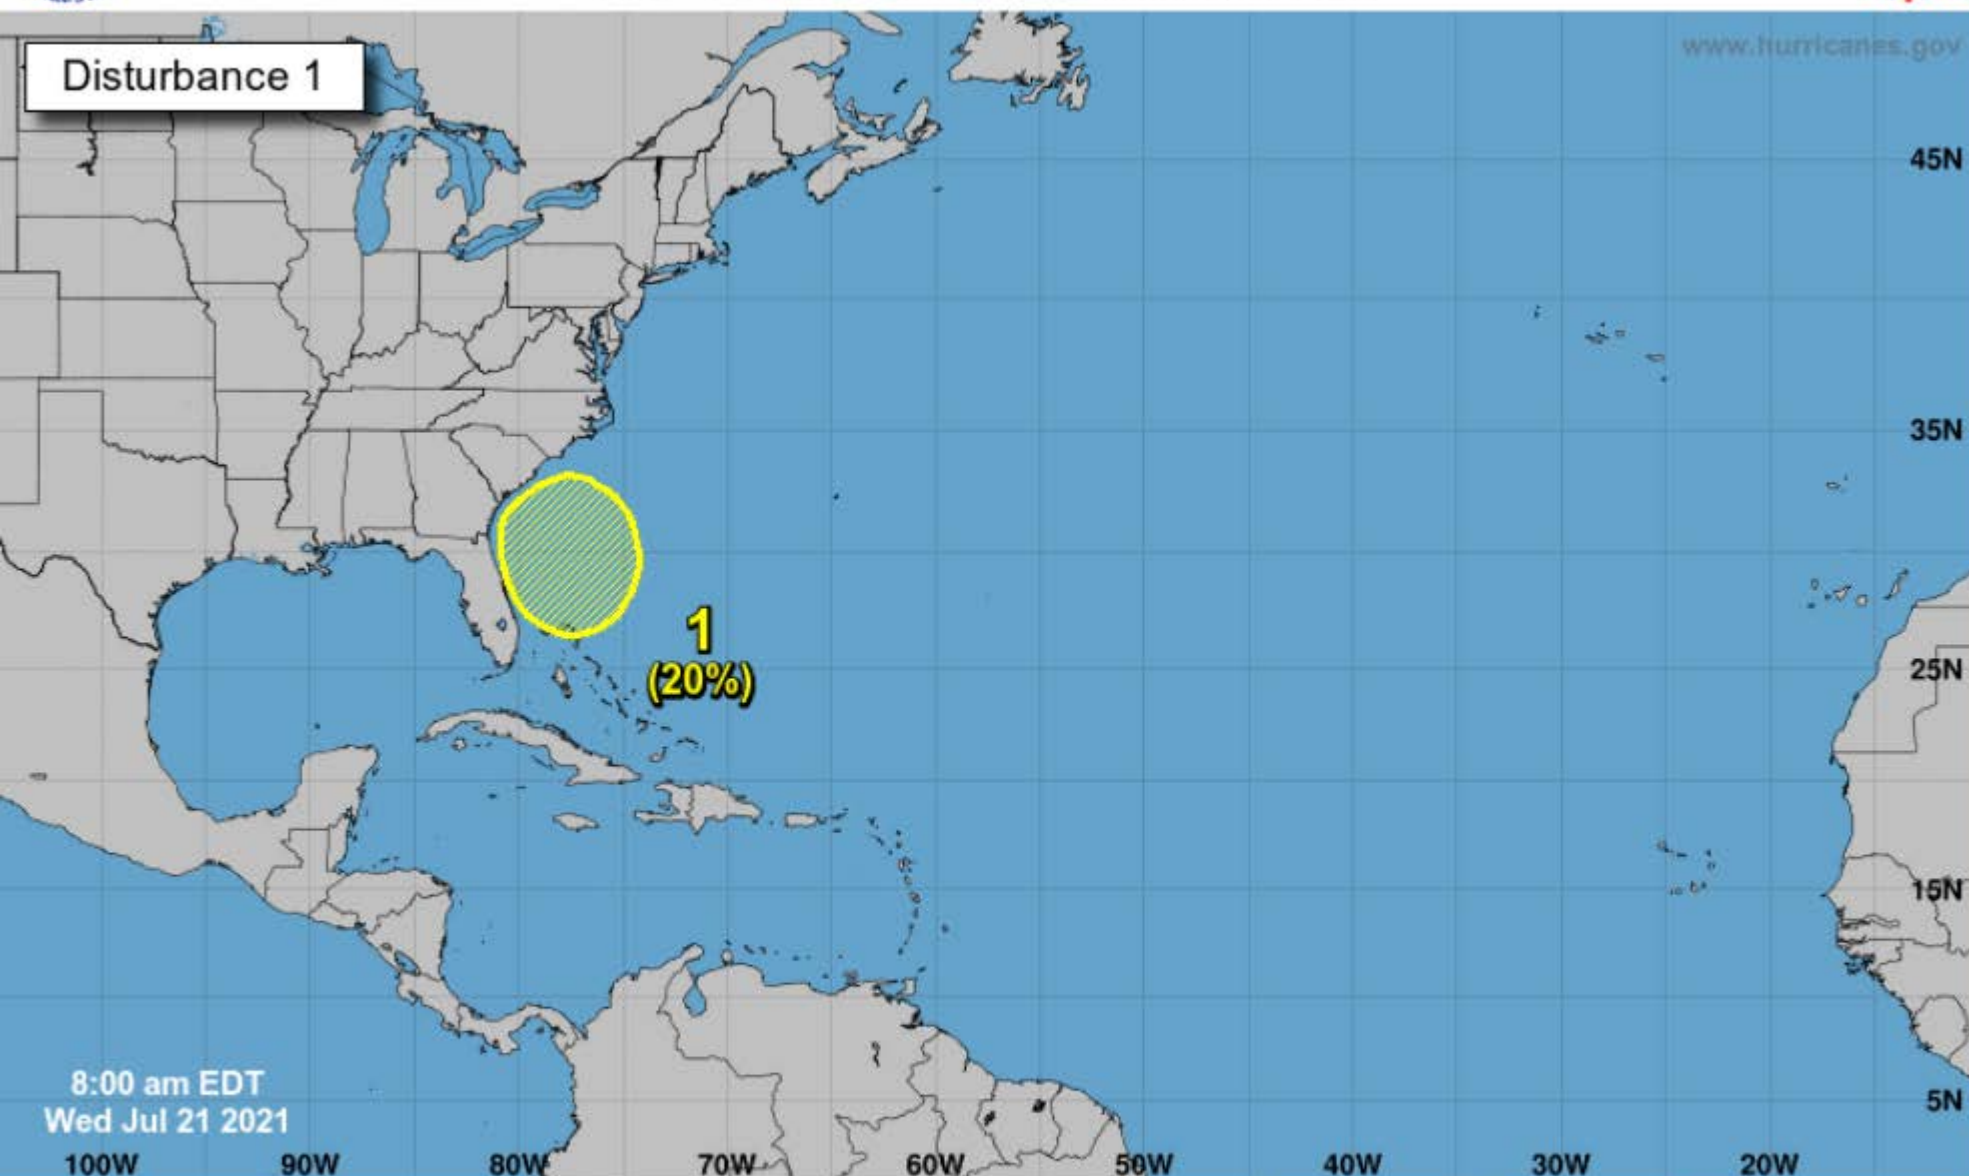 Disturbance 1
www.hurricanes.gov
45N
35N
1
(20%)
25N
15N
8:00 am EDT
Wed Jul 21 2021
5N
100W 90W 80W 70W 60W 50W 40W 30W 20W